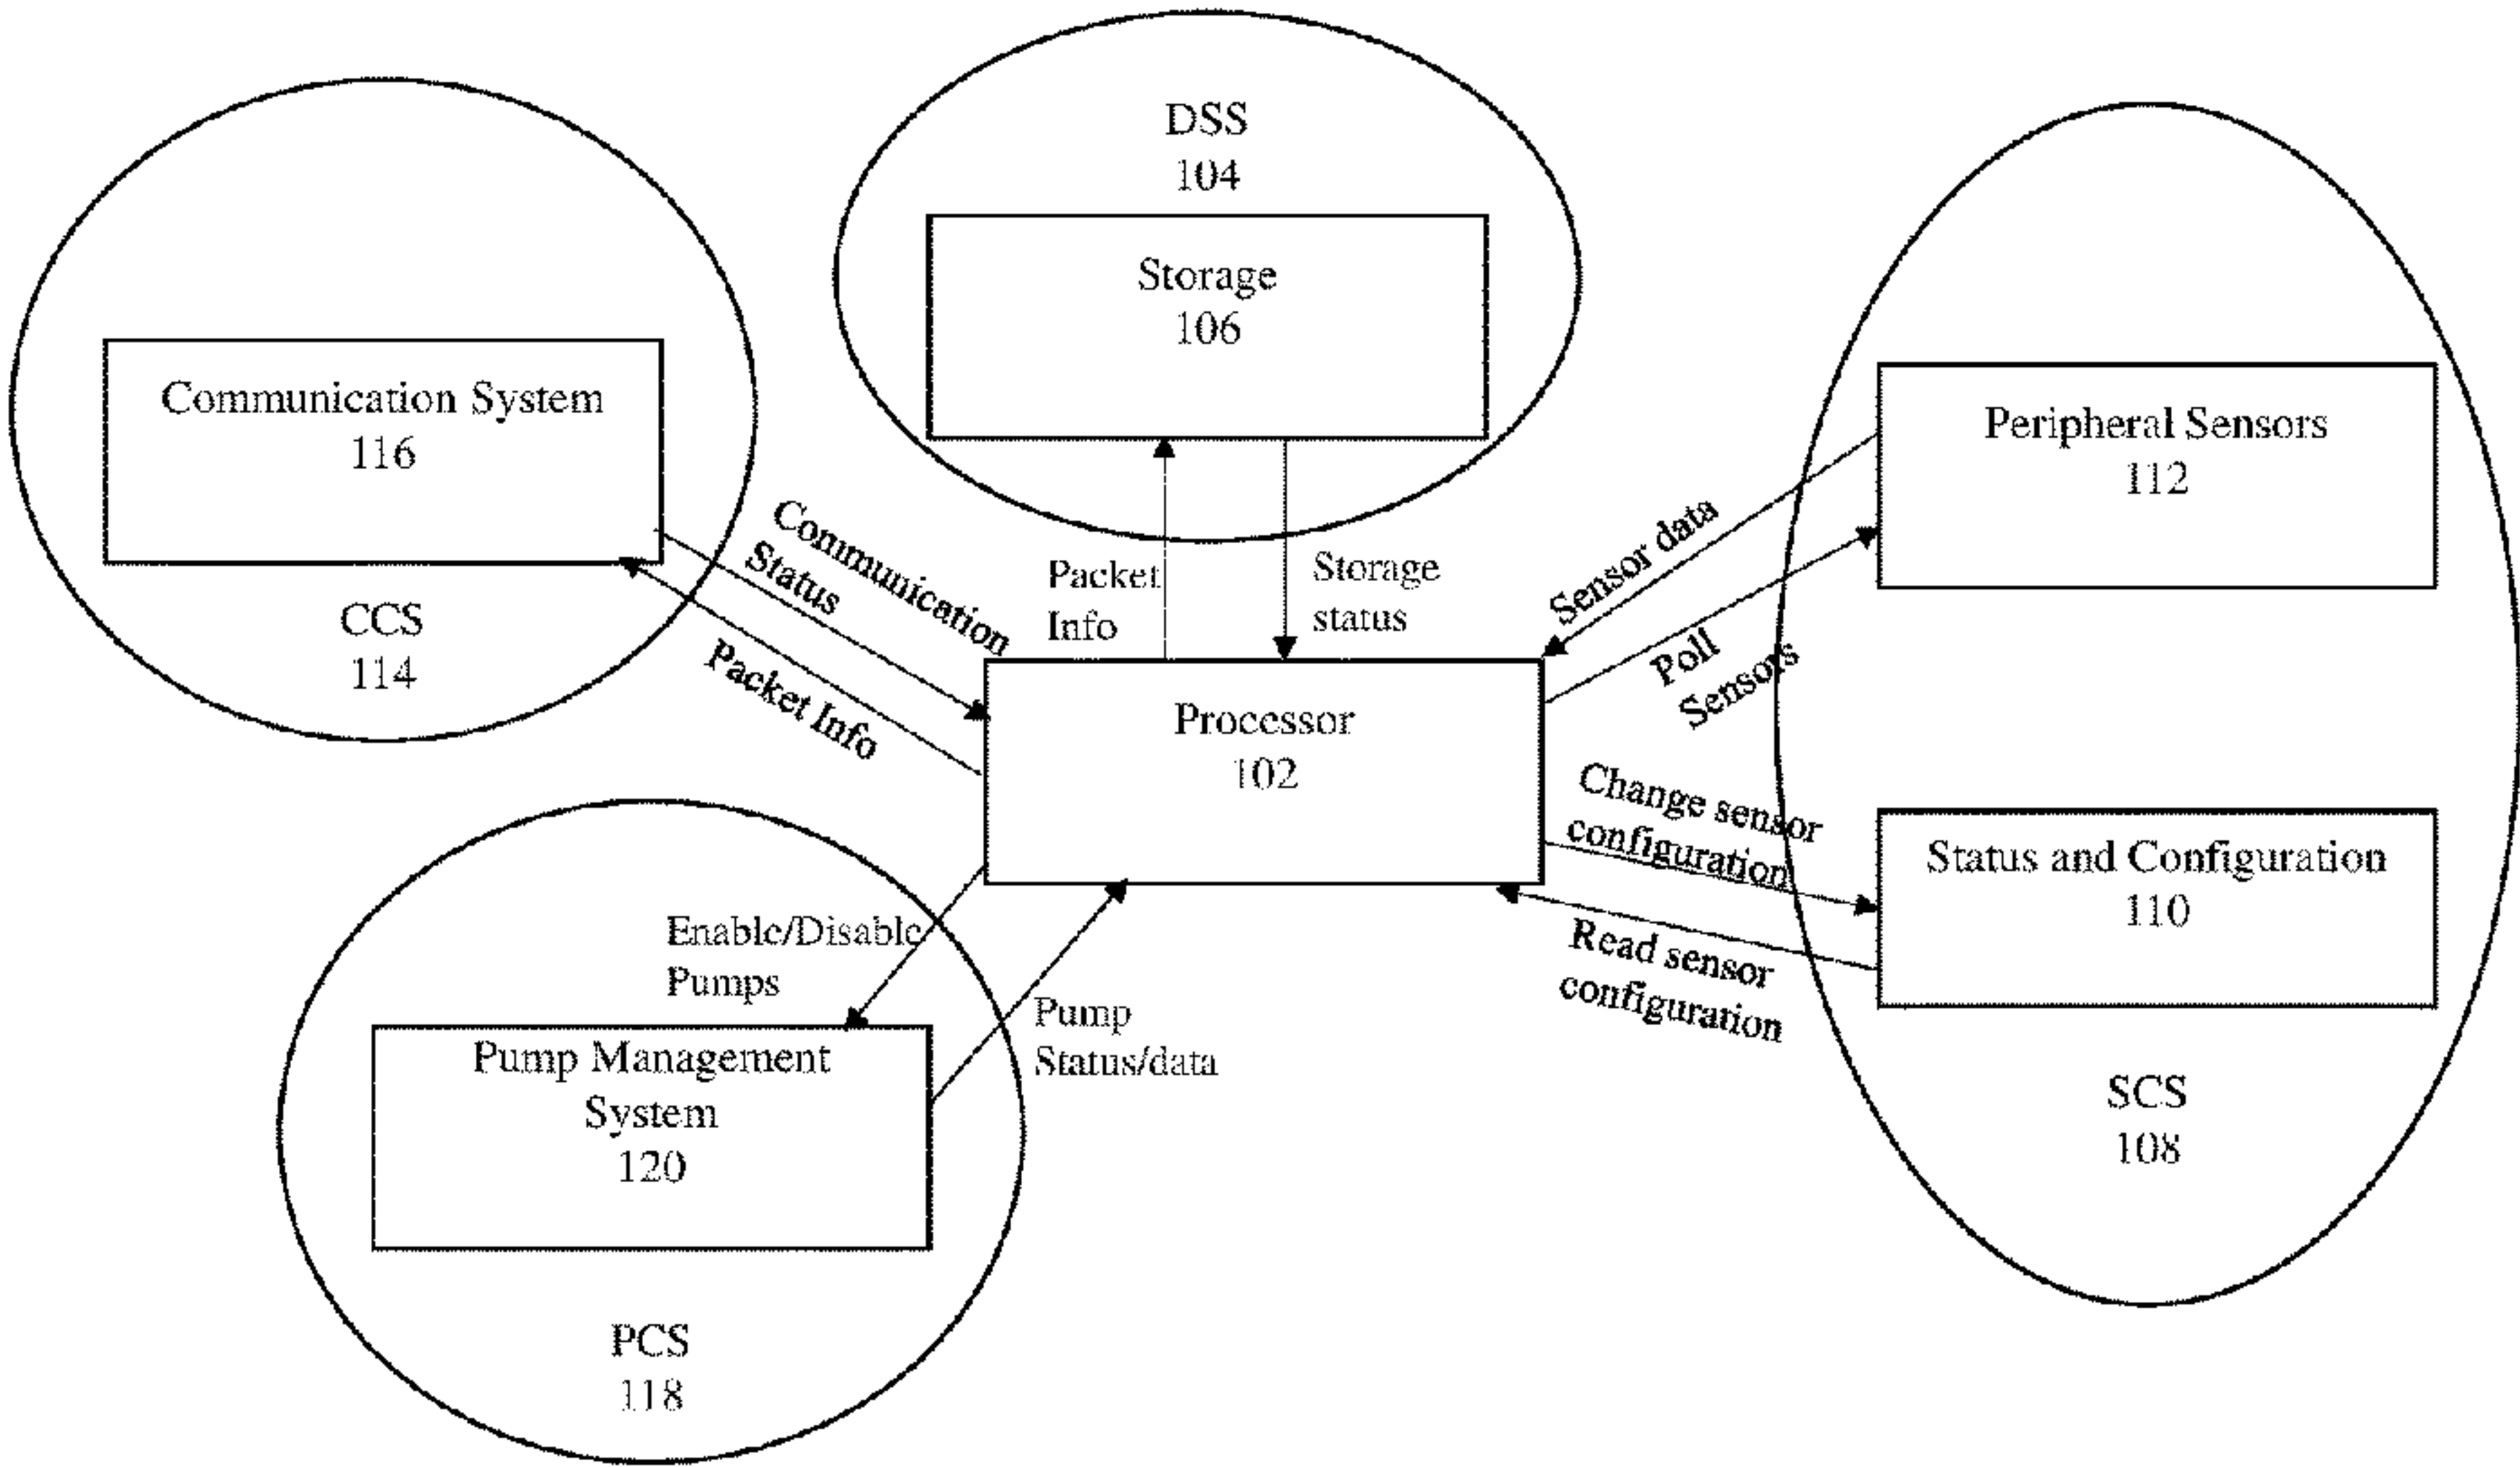 DSS
104
Storage
106
Communication System
116
CCS
114
Peripheral Sensors
112
Communication
Status
Packet Info
Packet
Info
Storage
status
Sensor data
Poll
Sensors
Processor
102
Change sensor
configuration
Read sensor
configuration
Status and Configuration
110
SCS
108
Enable/Disable
Pumps
Pump
Status/data
Pump Management
System
120
PCS
118